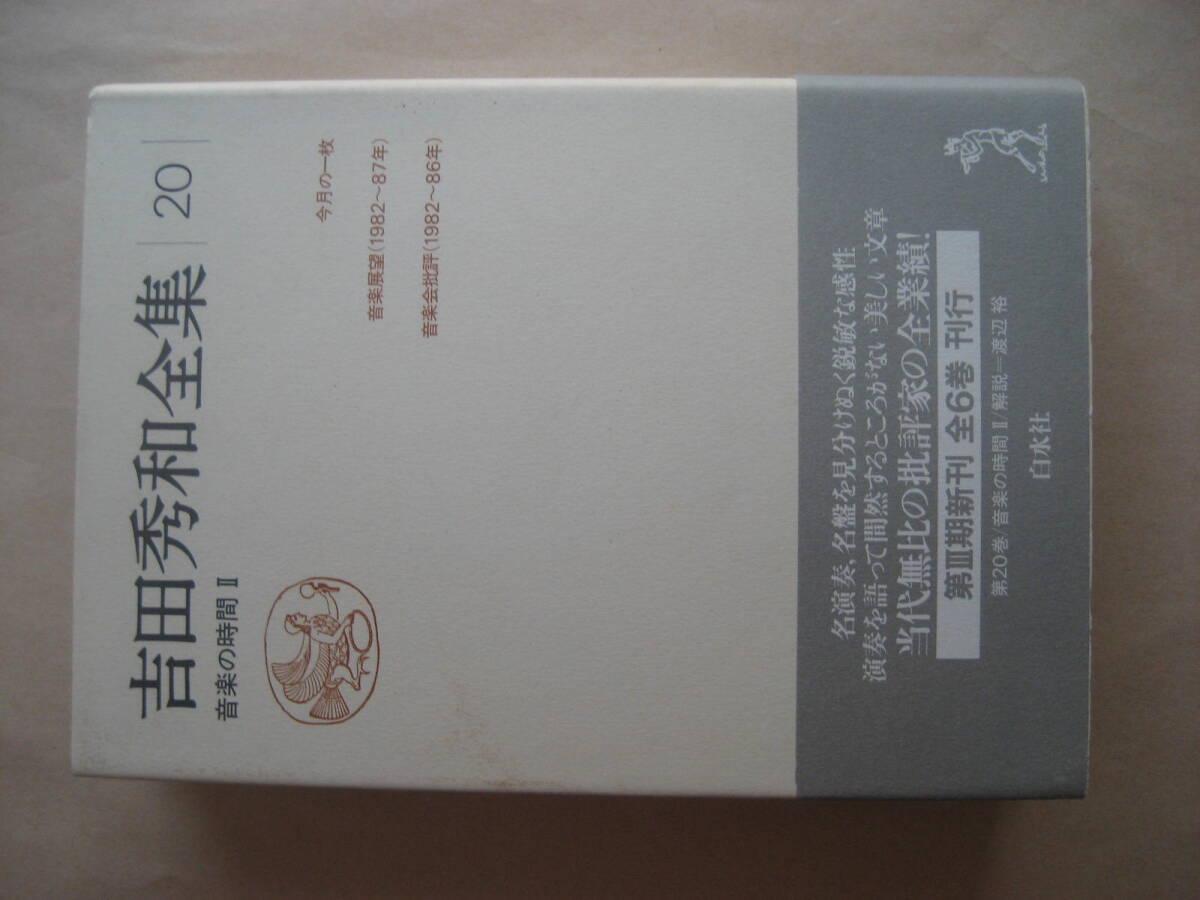 吉田秀和全集 20
音楽の時間 II
今月の一枚
音楽展望(1982〜87年)
音楽会批評(1982〜86年)
名演奏、名盤を見分けぬく鋭敏な感性
演奏を語って間然するところがない美しい文章
当代無比の批評家の全業績!
第III期新刊 全6巻 刊行
第20巻/音楽の時間 II/解説=渡辺 裕
白水社